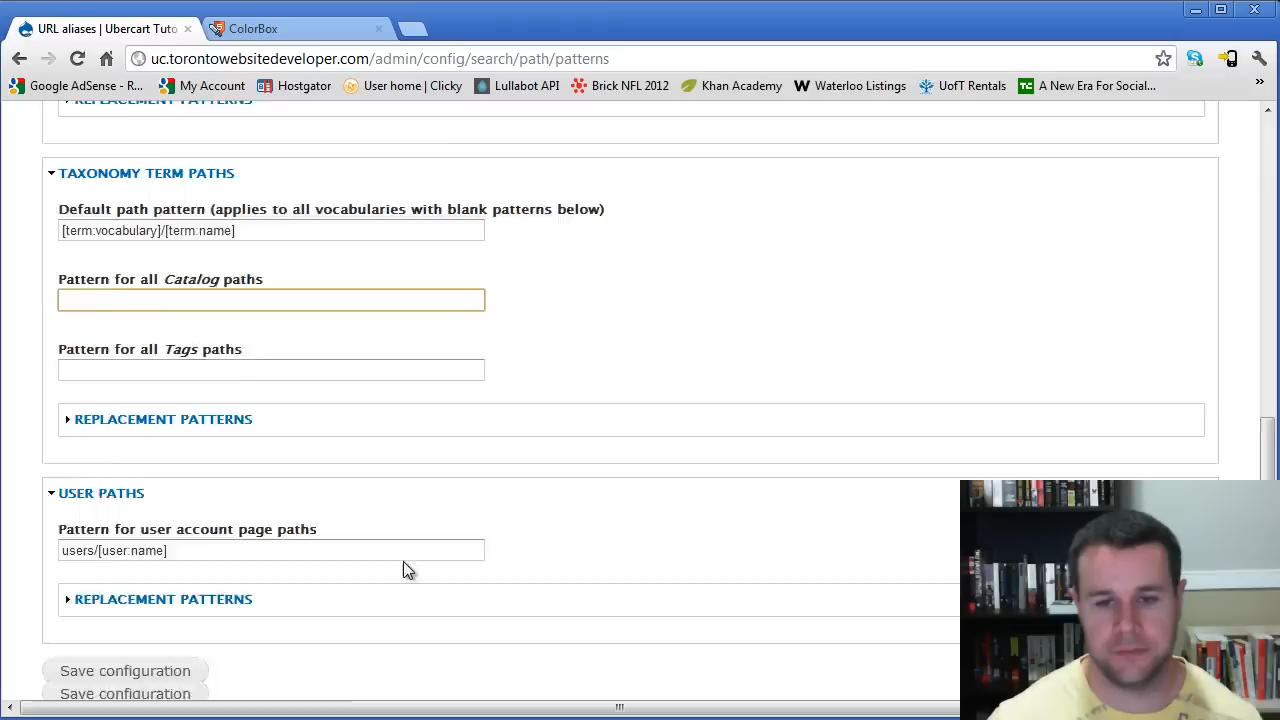 URL aliases | Ubercart Tuto
ColorBox
uc.torontowebsitedeveloper.com/admin/config/search/path/patterns
Google AdSense - R... My Account Hostgator User home | Clicky Lullabot API Brick NFL 2012 Khan Academy Waterloo Listings UofT Rentals A New Era For Social... »
REPLACEMENT PATTERNS
TAXONOMY TERM PATHS
Default path pattern (applies to all vocabularies with blank patterns below)
[term:vocabulary]/[term:name]
Pattern for all Catalog paths
Pattern for all Tags paths
REPLACEMENT PATTERNS
USER PATHS
Pattern for user account page paths
users/[user:name]
REPLACEMENT PATTERNS
Save configuration
Save configuration